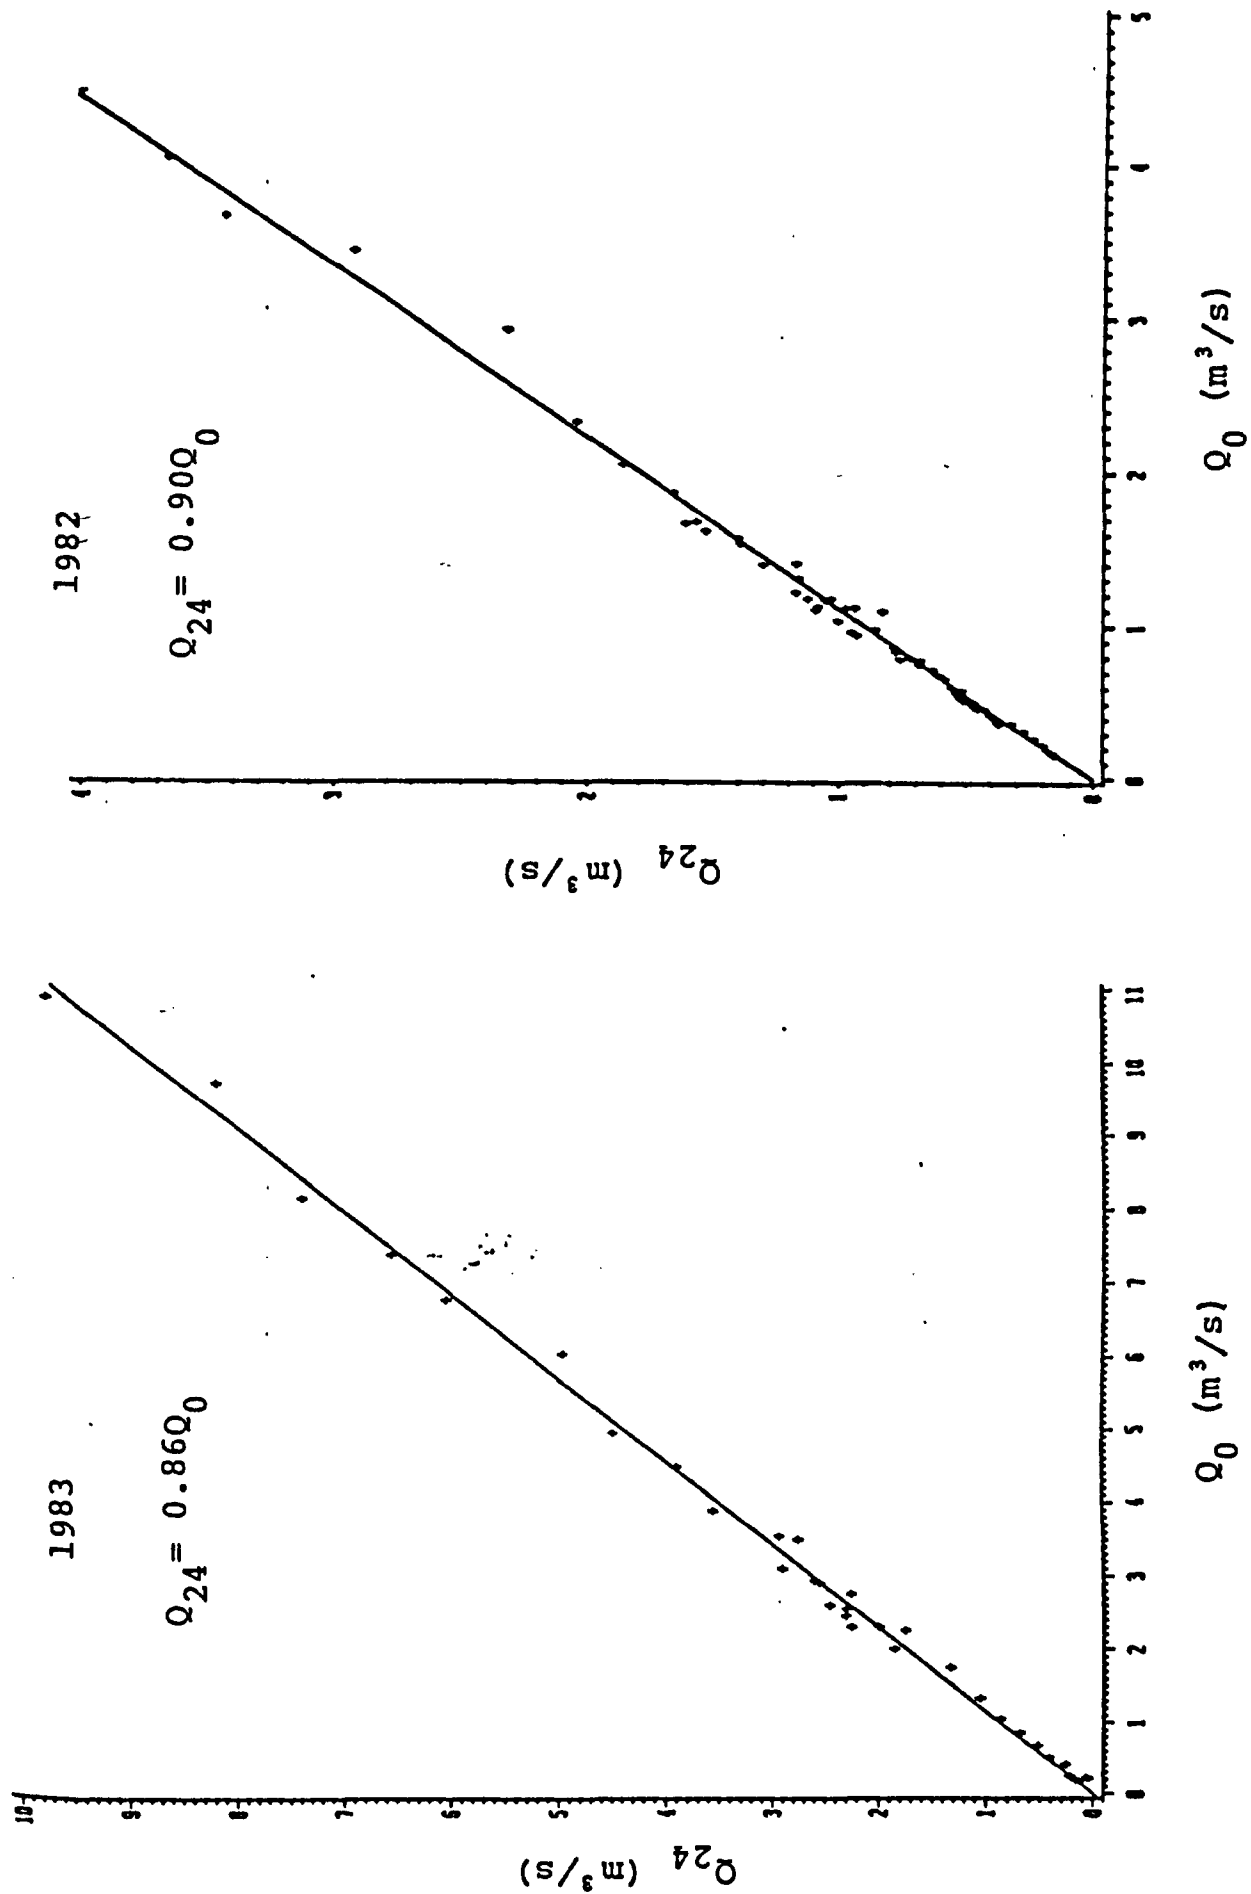 1983
Q24 = 0.86Q0
Q24 (m³/s)
10 9 8 7 6 5 4 3 2 1 0
0 1 2 3 4 5 6 7 8 9 10 11
Q0 (m³/s)
1982
Q24 = 0.90Q0
Q24 (m³/s)
4 3 2 1 0
0 1 2 3 4 5
Q0 (m³/s)